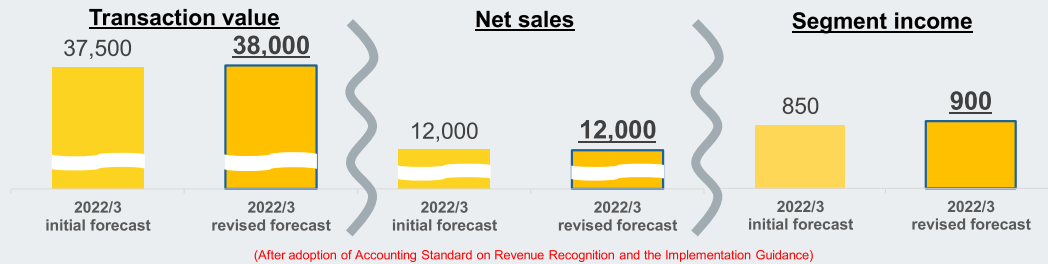 Transaction value
37,500
38,000
2022/3
initial forecast
2022/3
revised forecast
Net sales
12,000
12,000
2022/3
initial forecast
2022/3
revised forecast
Segment income
850
900
2022/3
initial forecast
2022/3
revised forecast
(After adoption of Accounting Standard on Revenue Recognition and the Implementation Guidance)